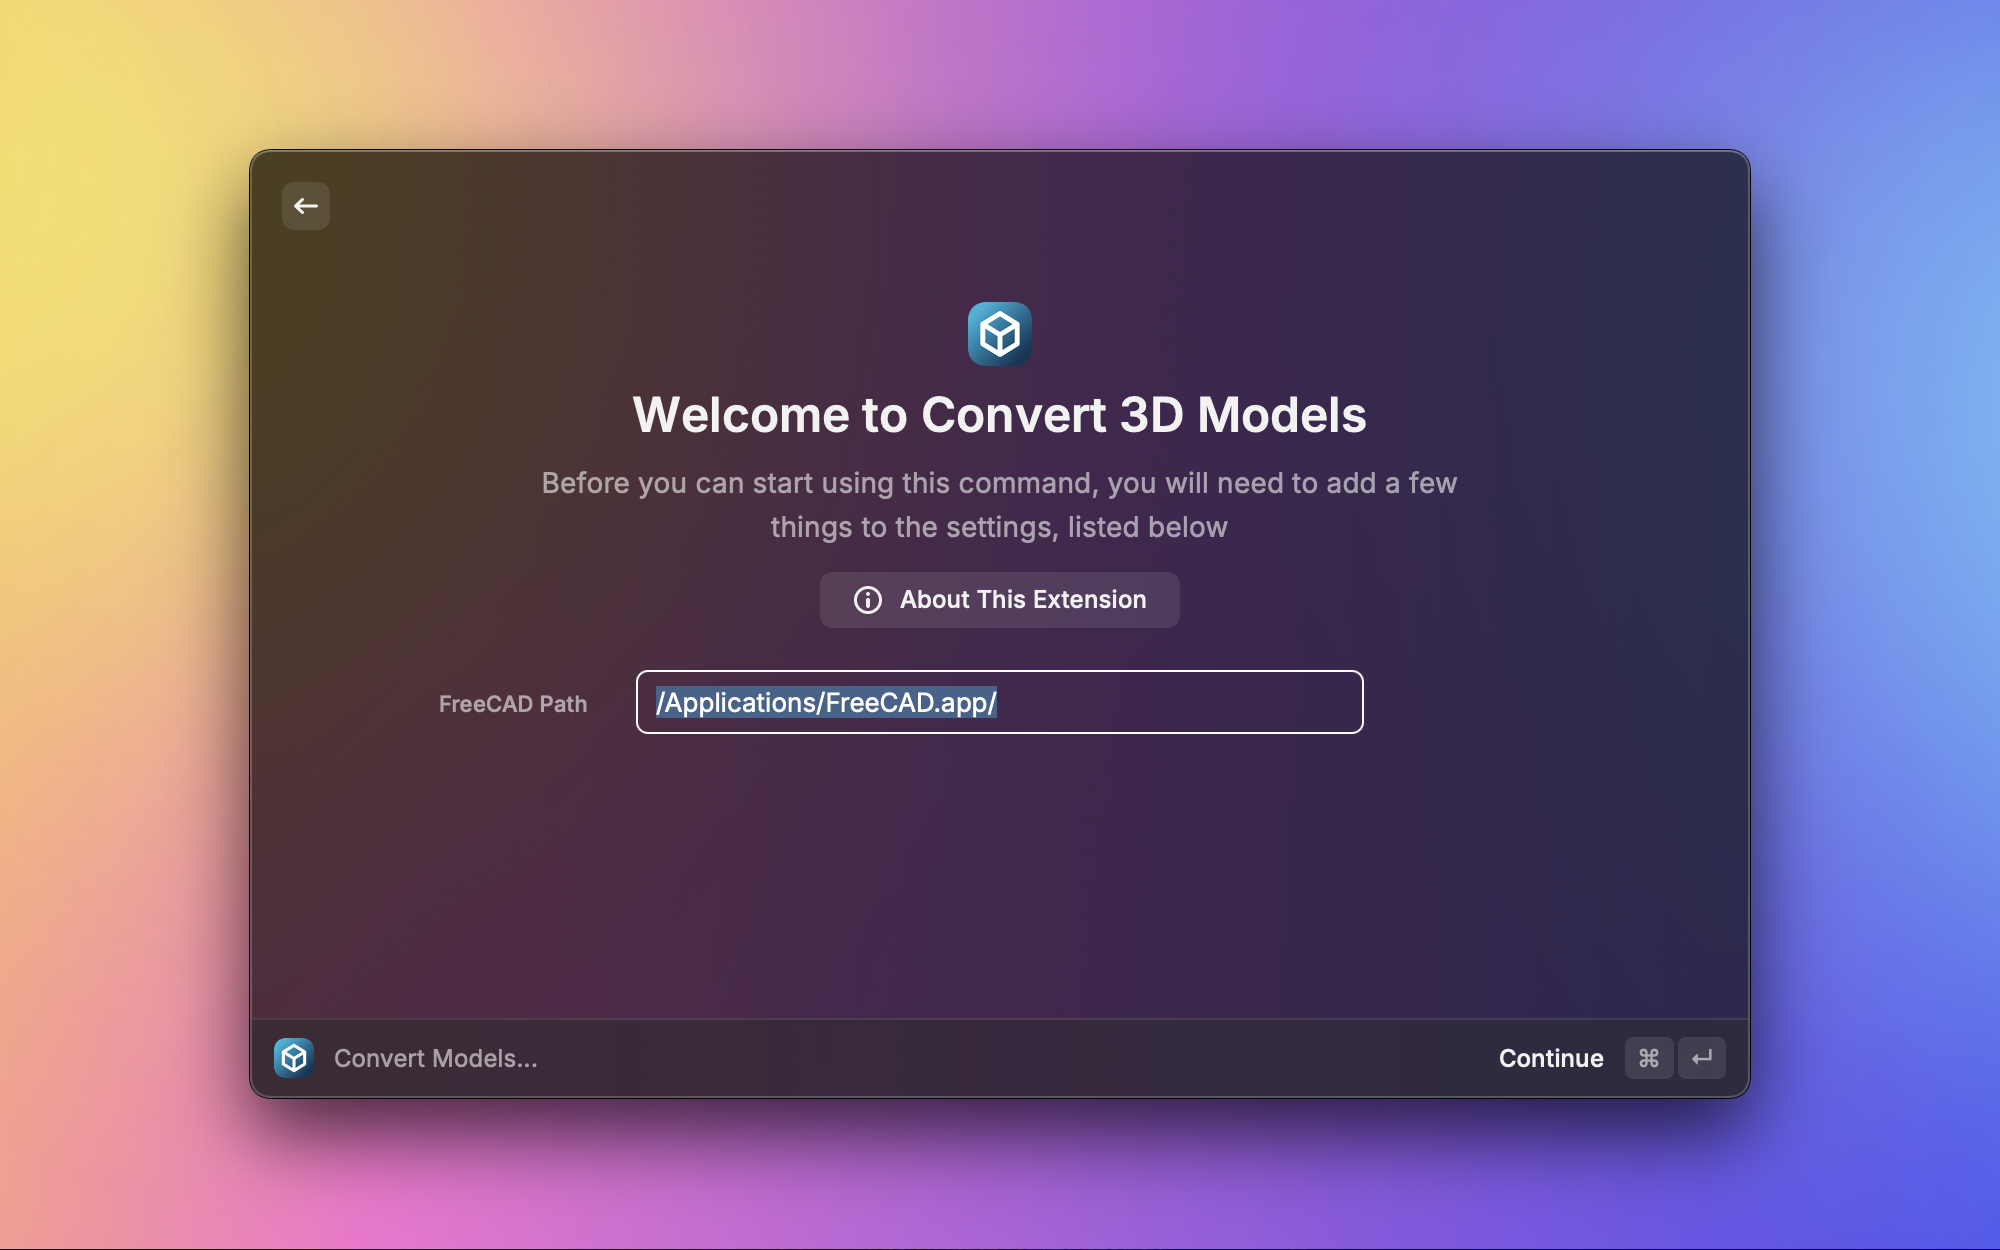 Welcome to Convert 3D Models
Before you can start using this command, you will need to add a few
things to the settings, listed below
About This Extension
FreeCAD Path
/Applications/FreeCAD.app/
Convert Models...
Continue ⌘ ↵